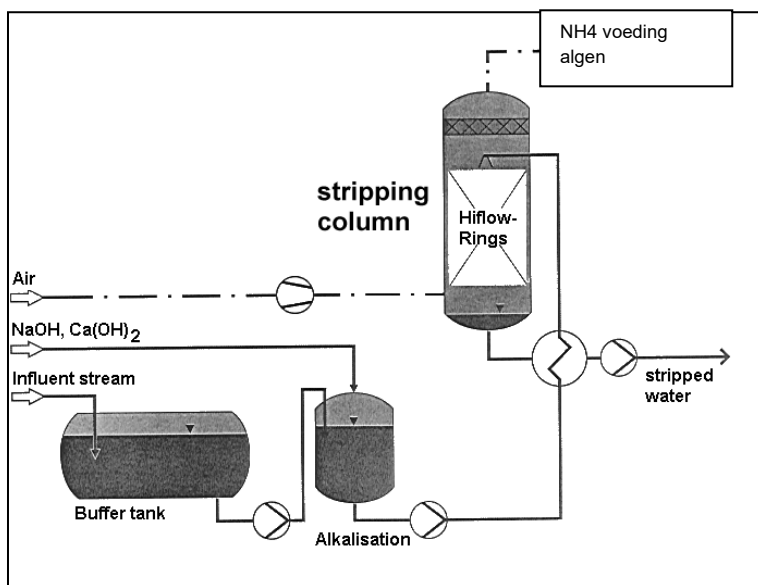 NH4 voeding
algen
stripping
column
Hiflow-
Rings
Air
NaOH, Ca(OH)2
Influent stream
stripped
water
Buffer tank
Alkalisation